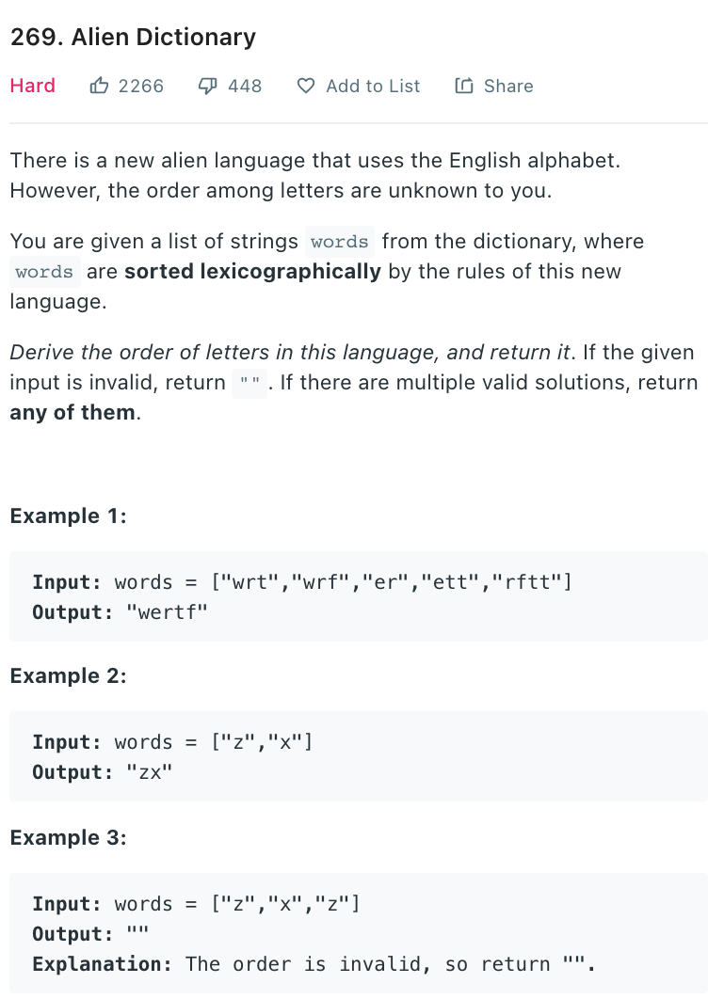 269. Alien Dictionary
Hard 2266 448 Add to List Share
There is a new alien language that uses the English alphabet.
However, the order among letters are unknown to you.
You are given a list of strings words from the dictionary, where
words are sorted lexicographically by the rules of this new
language.
Derive the order of letters in this language, and return it. If the given
input is invalid, return "". If there are multiple valid solutions, return
any of them.
Example 1:
Input: words = ["wrt","wrf","er","ett","rftt"]
Output: "wertf"
Example 2:
Input: words = ["z","x"]
Output: "zx"
Example 3:
Input: words = ["z","x","z"]
Output: ""
Explanation: The order is invalid, so return "".